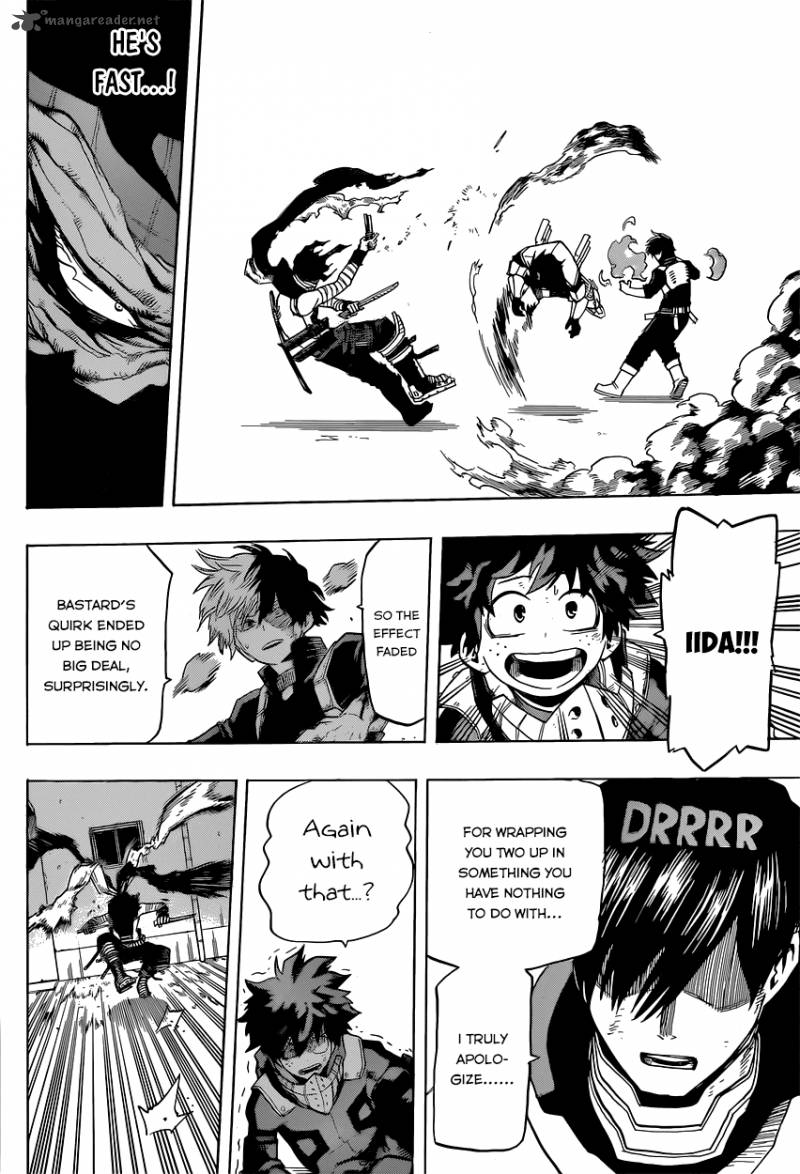 mangareader.net
HE'S
FAST...!
IIDA!!!
SO THE
EFFECT
FADED
BASTARD'S
QUIRK ENDED
UP BEING NO
BIG DEAL,
SURPRISINGLY.
DRRRR
FOR WRAPPING
YOU TWO UP IN
SOMETHING YOU
HAVE NOTHING
TO DO WITH...
I TRULY
APOLO-
GIZE......
Again
with
that...?